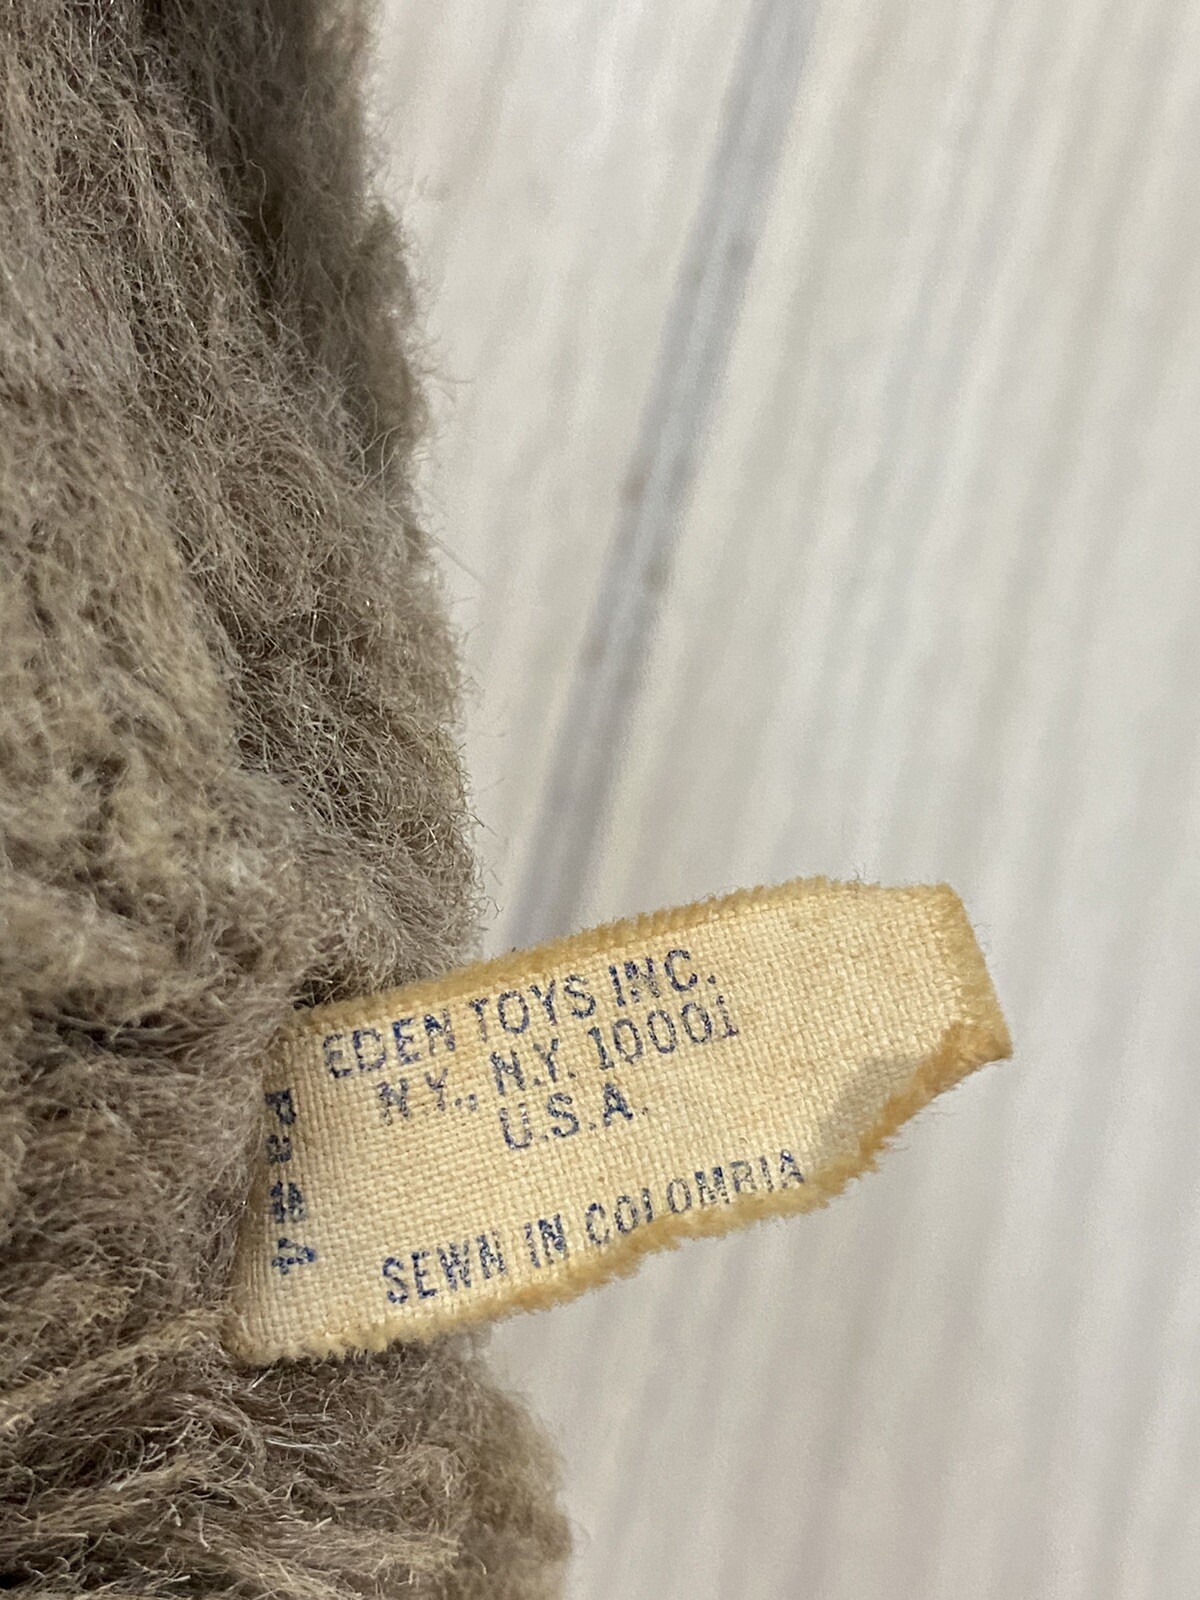 EDEN TOYS INC.
N.Y., N.Y. 10001
U.S.A.
SEWN IN COLOMBIA